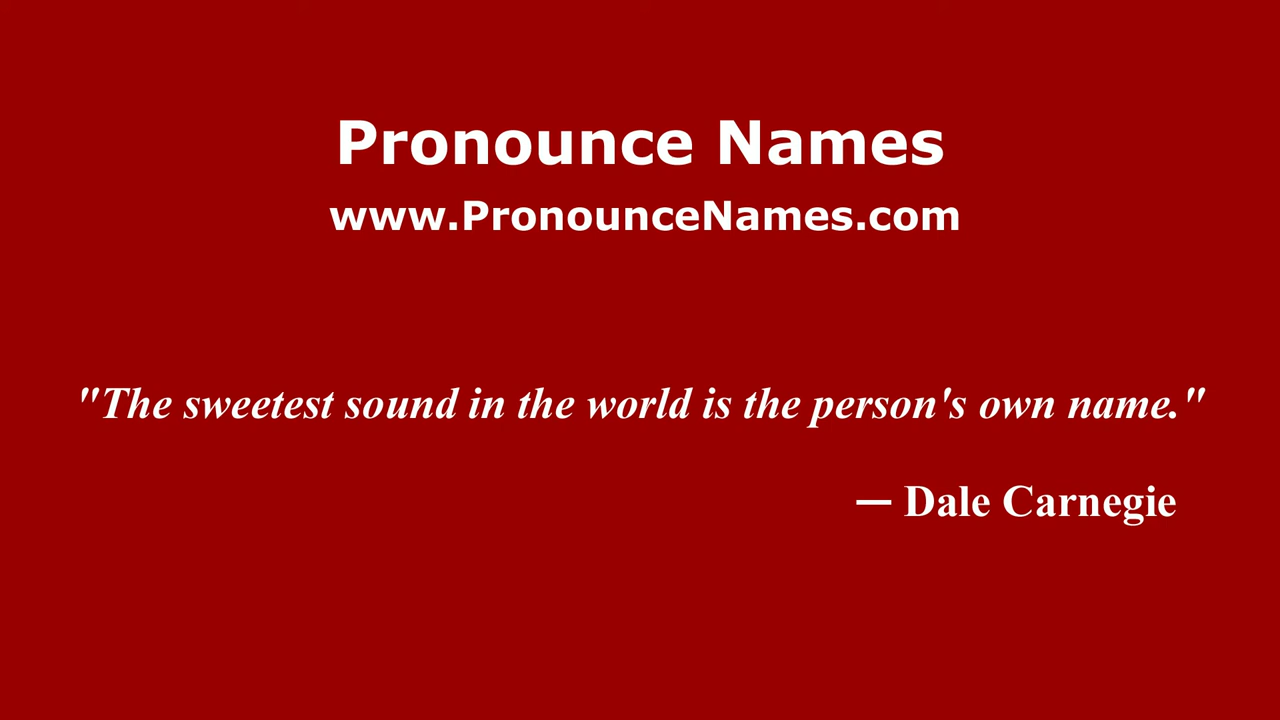 Pronounce Names
www.PronounceNames.com
"The sweetest sound in the world is the person's own name."
— Dale Carnegie